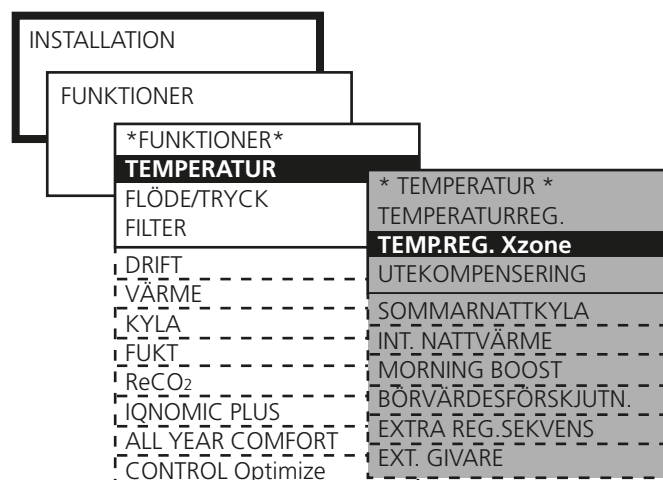 INSTALLATION
FUNKTIONER
*FUNKTIONER*
TEMPERATUR
FLÖDE/TRYCK
FILTER
DRIFT
VÄRME
KYLA
FUKT
ReCO2
IQNOMIC PLUS
ALL YEAR COMFORT
CONTROL Optimize
* TEMPERATUR *
TEMPERATURREG.
TEMP.REG. Xzone
UTEKOMPENSERING
SOMMARNATTKYLA
INT. NATTVÄRME
MORNING BOOST
BÖRVÄRDESFÖRSKJUTN.
EXTRA REG.SEKVENS
EXT. GIVARE